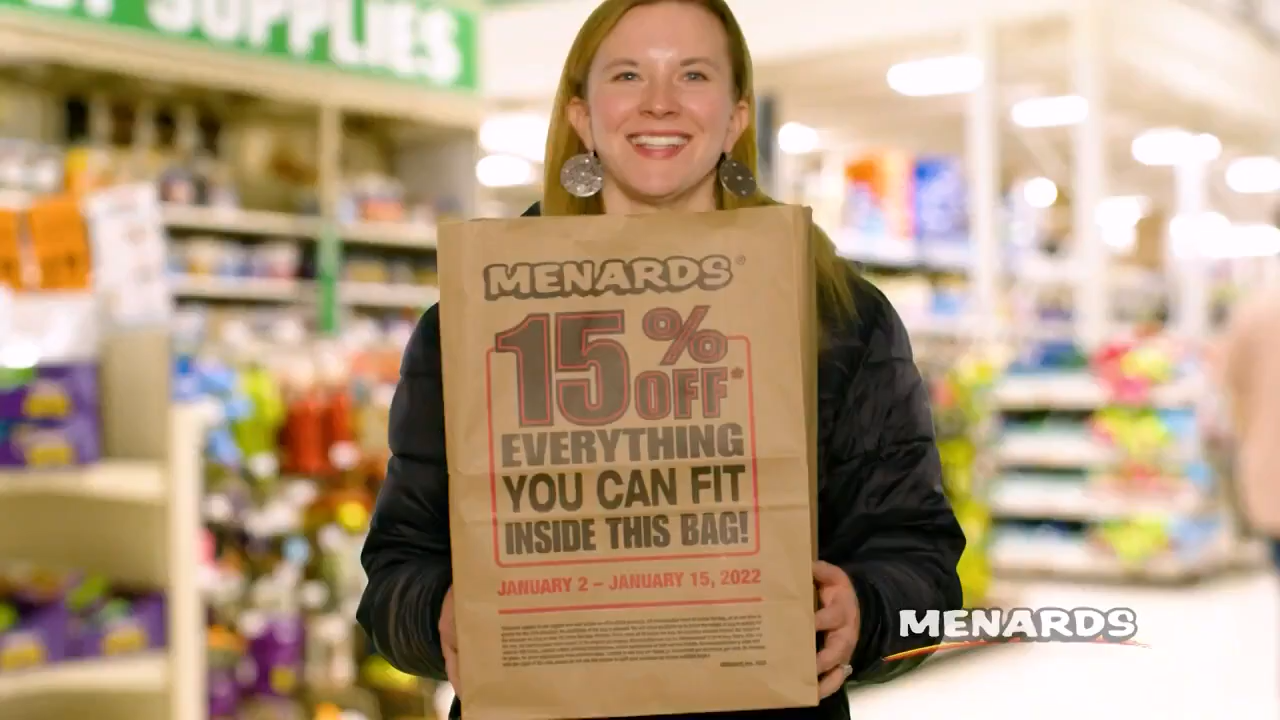 SUPPLIES
MENARDS®
15% OFF*
EVERYTHING
YOU CAN FIT
INSIDE THIS BAG!
JANUARY 2 – JANUARY 15, 2022
MENARDS